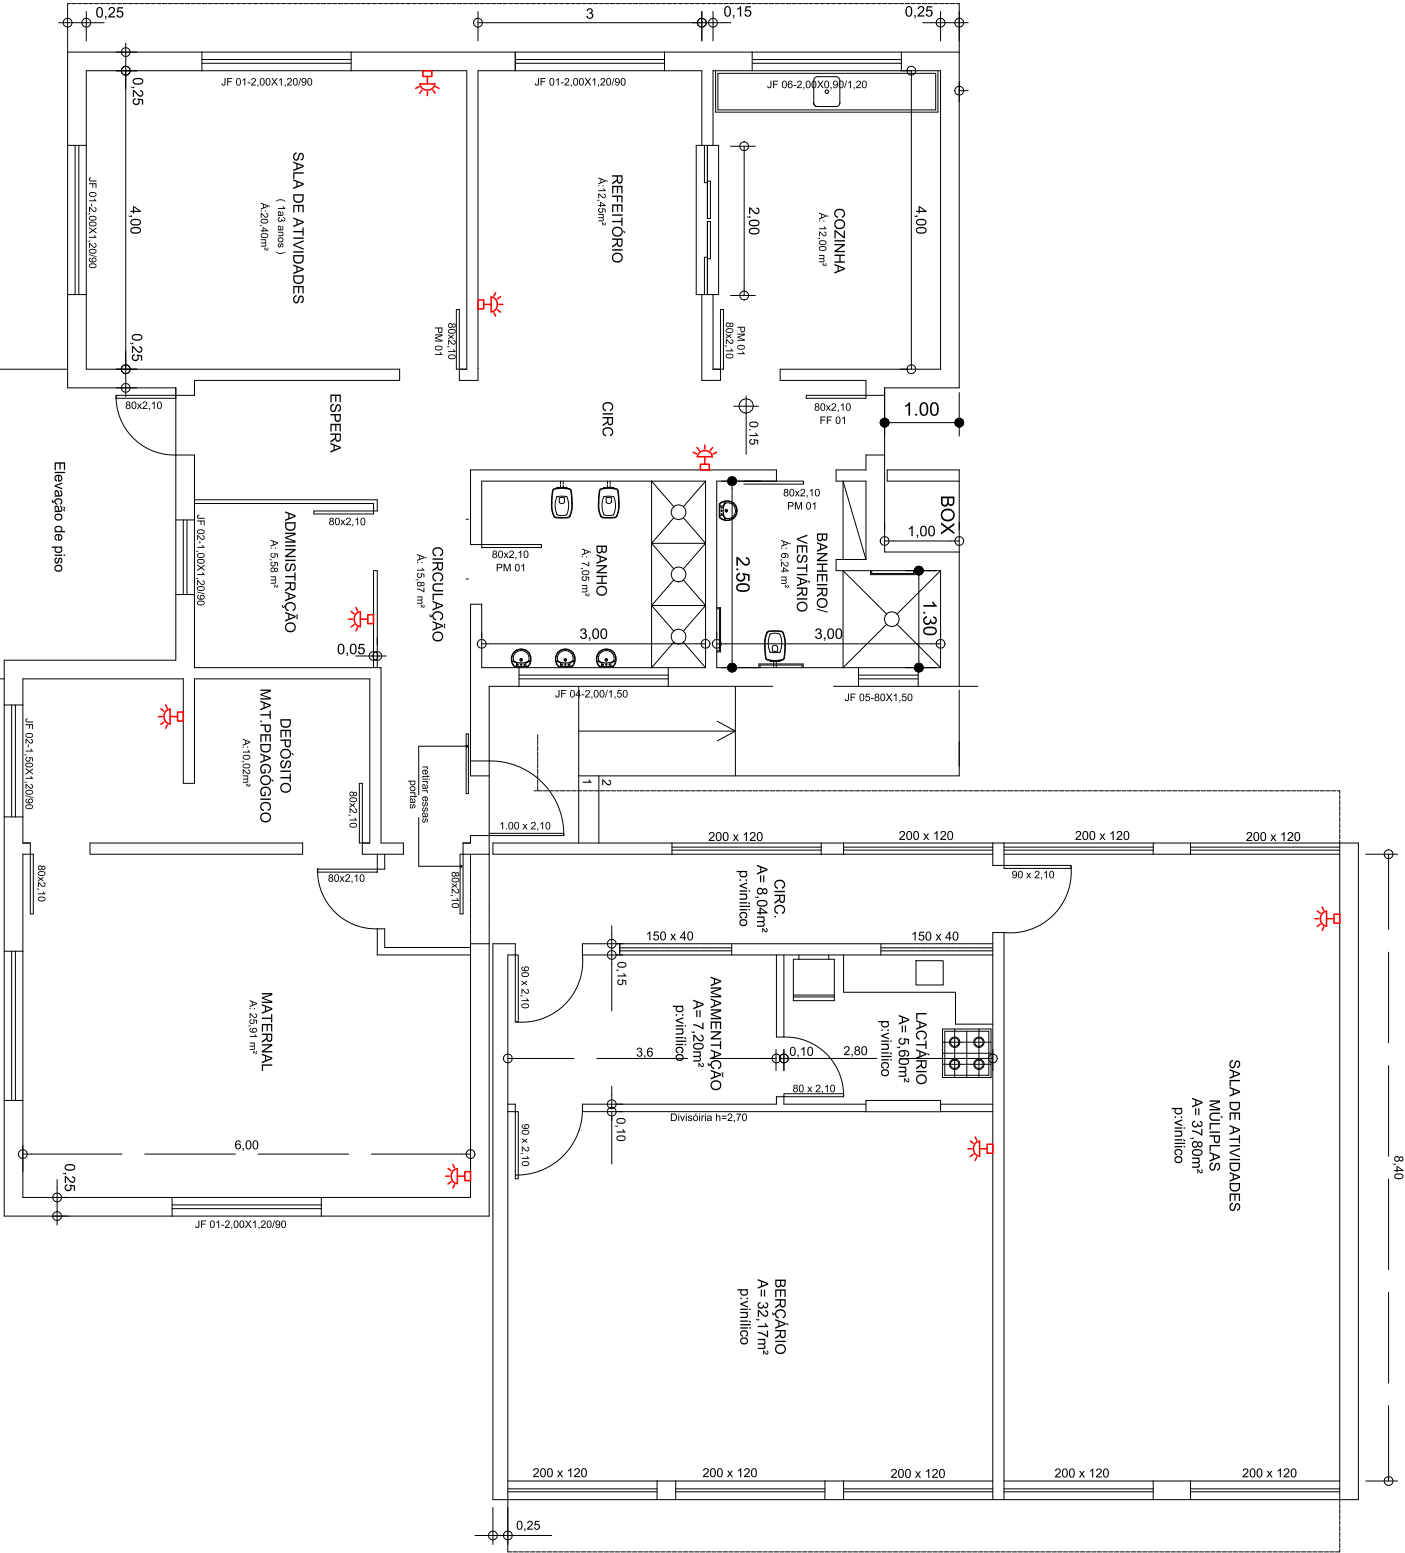 0,25
3
0,15
0,25
JF 01-2,00X1,20/90
JF 01-2,00X1,20/90
JF 06-2,00X0,90/1,20
0,25
JF 01-2,00X1,20/90
4,00
SALA DE ATIVIDADES
( 1a3 anos )
Á:20,40m²
REFEITÓRIO
Á:12,45m²
2,00
COZINHA
Á: 12,00 m²
4,00
0,25
80x2,10
PM 01
PM 01
80x2,10
80x2,10
ESPERA
CIRC
0.15
80x2,10
FF 01
1.00
Elevação de piso
JF 02-1,00X1,20/90
80x2,10
ADMINISTRAÇÃO
A: 5,58 m²
CIRCULAÇÃO
Á: 15,87 m²
80x2,10
PM 01
BANHO
Á: 7,05 m²
80x2,10
PM 01
BANHEIRO/
VESTIÁRIO
Á: 6,24 m²
2.50
BOX
1,00
1.30
3,00
3,00
0,05
JF 04-2,00/1,50
JF 05-80X1,50
JF 02-1,50X1,20/90
DEPÓSITO
MAT.PEDAGÓGICO
A:10,02m²
80x2,10
retirar essas
portas
1
2
1.00 x 2,10
80x2,10
80x2,10
80x2,10
200 x 120
200 x 120
200 x 120
200 x 120
CIRC.
A= 8,04m²
p:vinílico
90 x 2,10
150 x 40
150 x 40
90 x 2,10
0,15
AMAMENTAÇÃO
A= 7,20m²
p:vinílico
LACTÁRIO
A= 5,60m²
p:vinílico
3,6
0,10
2,80
80 x 2,10
Divisóiria h=2,70
0,10
90 x 2,10
MATERNAL
A: 25,91 m²
6,00
0,25
JF 01-2,00X1,20/90
SALA DE ATIVIDADES
MÚLIPLAS
A= 37,80m²
p:vinílico
8,40
BERÇÁRIO
A= 32,17m²
p:vinílico
200 x 120
200 x 120
200 x 120
200 x 120
200 x 120
0,25